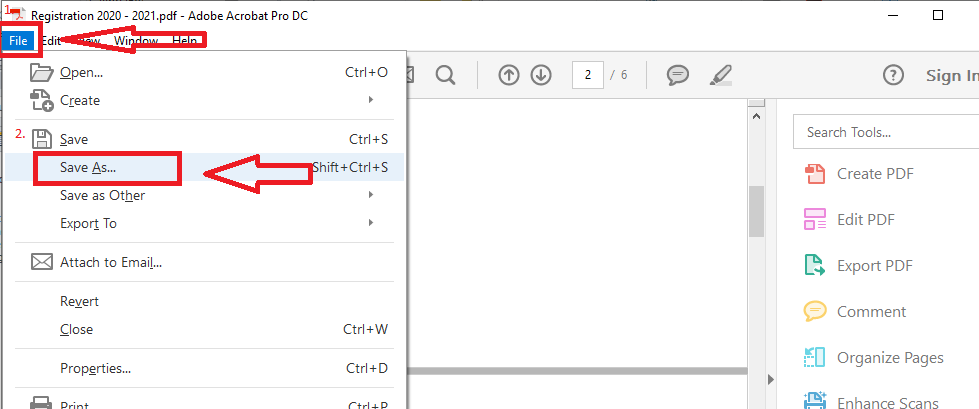 1.
Registration 2020 - 2021.pdf - Adobe Acrobat Pro DC
File Edit View Window Help
Open... Ctrl+O
Create
2 / 6
Sign In
2.
Save Ctrl+S
Save As... Shift+Ctrl+S
Save as Other
Export To
Attach to Email...
Revert
Close Ctrl+W
Properties... Ctrl+D
Print... Ctrl+P
Search Tools...
Create PDF
Edit PDF
Export PDF
Comment
Organize Pages
Enhance Scans